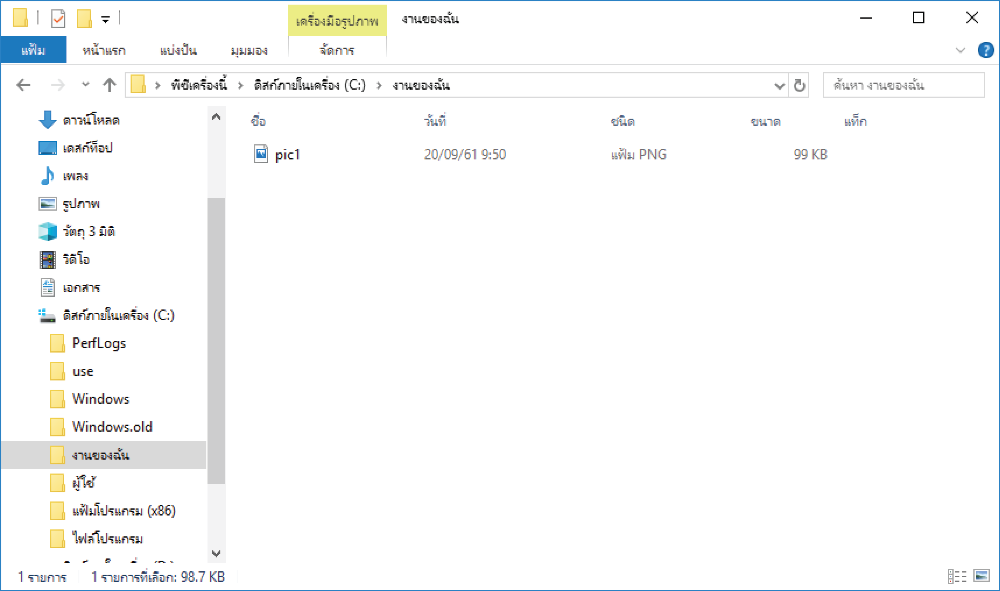 เครื่องมือรูปภาพ
งานของฉัน
แฟ้ม
หน้าแรก
แบ่งปัน
มุมมอง
จัดการ
พีซีเครื่องนี้ > ดิสก์ภายในเครื่อง (C:) > งานของฉัน
ค้นหา งานของฉัน
ดาวน์โหลด
เดสก์ท็อป
เพลง
รูปภาพ
วัตถุ 3 มิติ
วิดีโอ
เอกสาร
ดิสก์ภายในเครื่อง (C:)
PerfLogs
use
Windows
Windows.old
งานของฉัน
ผู้ใช้
แฟ้มโปรแกรม (x86)
ไฟล์โปรแกรม
ชื่อ วันที่ ชนิด ขนาด แท็ก
pic1 20/09/61 9:50 แฟ้ม PNG 99 KB
1 รายการ 1 รายการที่เลือก: 98.7 KB